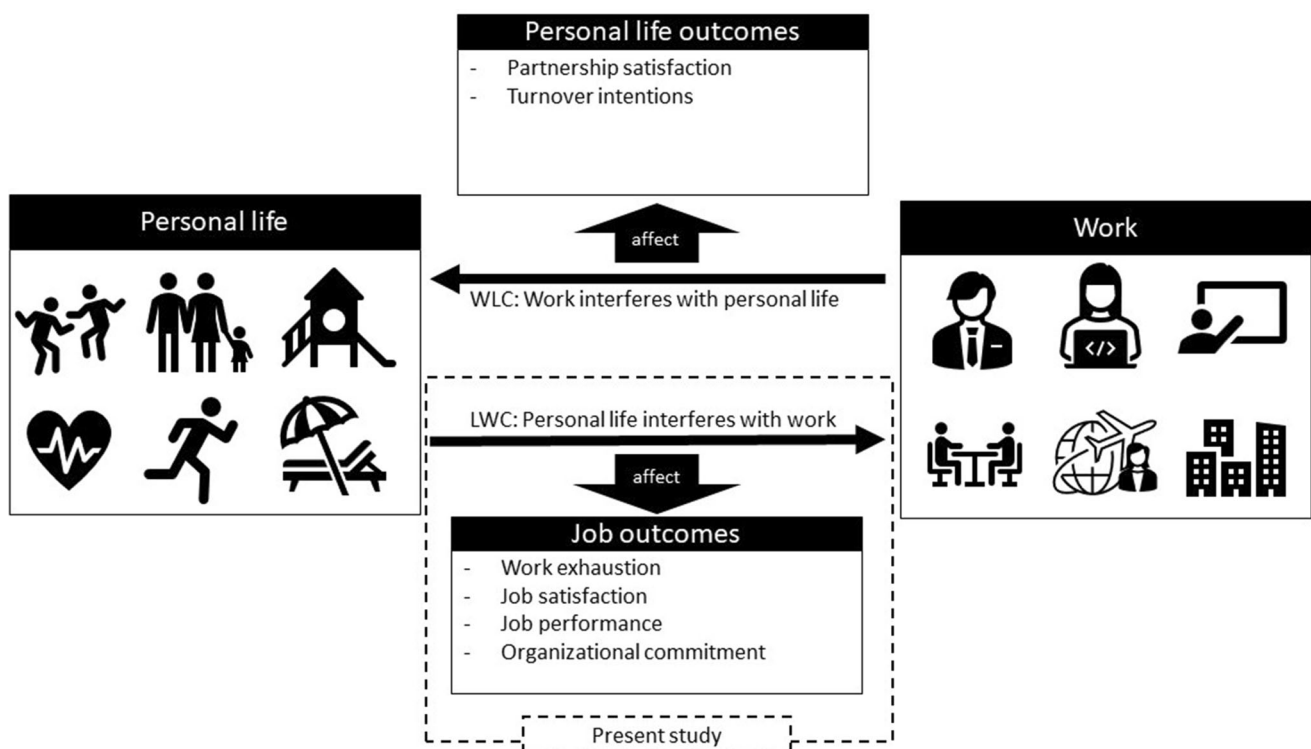 Personal life outcomes
- Partnership satisfaction
- Turnover intentions
affect
Personal life
Work
WLC: Work interferes with personal life
</>
LWC: Personal life interferes with work
affect
Job outcomes
- Work exhaustion
- Job satisfaction
- Job performance
- Organizational commitment
Present study